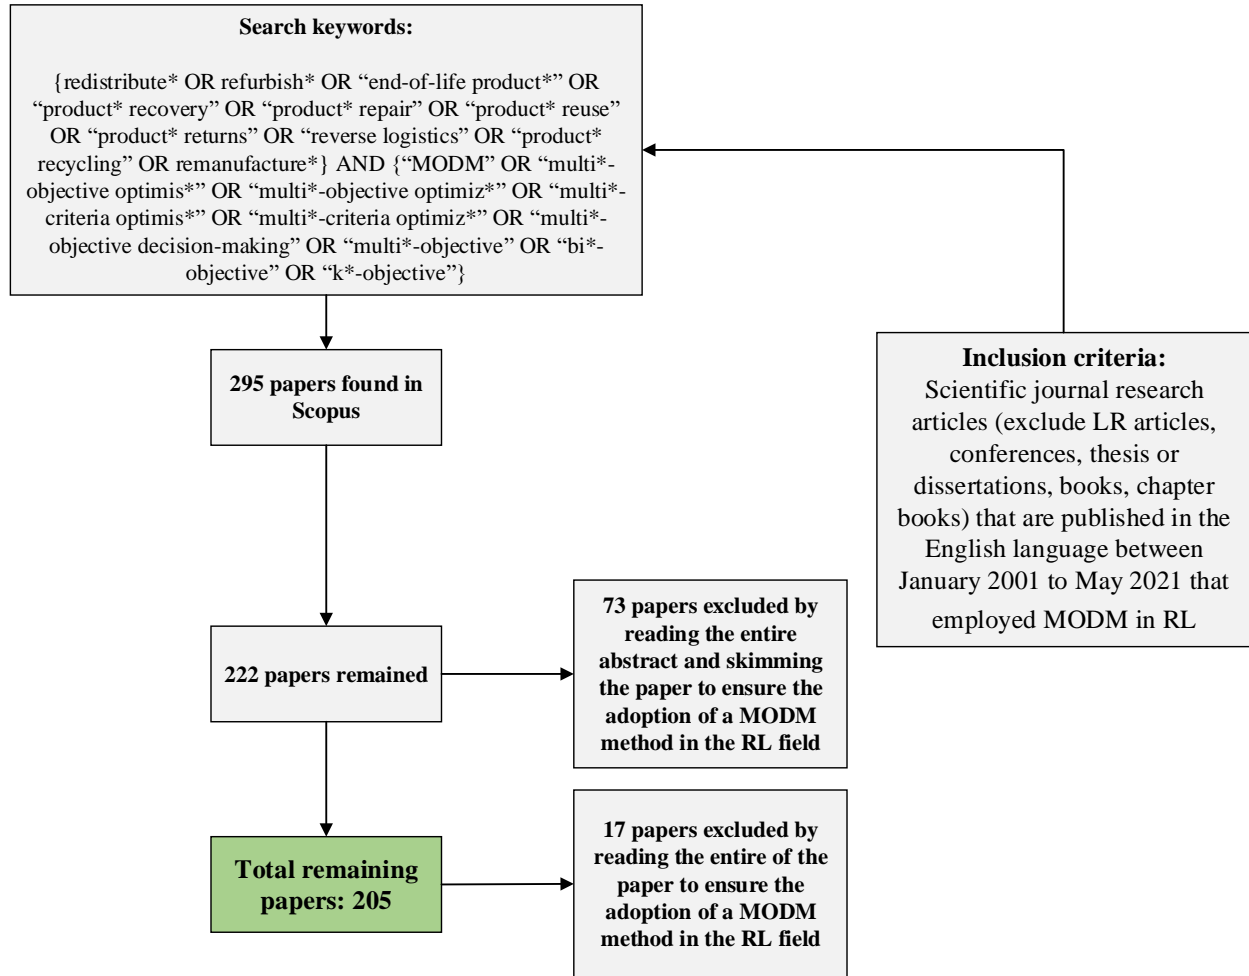 Search keywords:
{redistribute* OR refurbish* OR “end-of-life product*” OR
“product* recovery” OR “product* repair” OR “product* reuse”
OR “product* returns” OR “reverse logistics” OR “product*
recycling” OR remanufacture*} AND {“MODM” OR “multi*-
objective optimis*” OR “multi*-objective optimiz*” OR “multi*-
criteria optimis*” OR “multi*-criteria optimiz*” OR “multi*-
objective decision-making” OR “multi*-objective” OR “bi*-
objective” OR “k*-objective”}
295 papers found in
Scopus
Inclusion criteria:
Scientific journal research
articles (exclude LR articles,
conferences, thesis or
dissertations, books, chapter
books) that are published in the
English language between
January 2001 to May 2021 that
employed MODM in RL
222 papers remained
73 papers excluded by
reading the entire
abstract and skimming
the paper to ensure the
adoption of a MODM
method in the RL field
Total remaining
papers: 205
17 papers excluded by
reading the entire of the
paper to ensure the
adoption of a MODM
method in the RL field